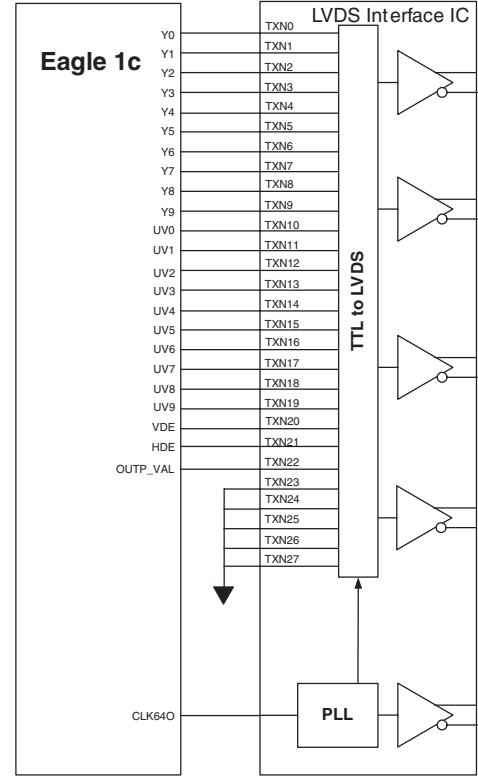 LVDS Interface IC
Eagle 1c
Y0 TXN0
Y1 TXN1
Y2 TXN2
Y3 TXN3
Y4 TXN4
Y5 TXN5
Y6 TXN6
Y7 TXN7
Y8 TXN8
Y9 TXN9
UV0 TXN10
UV1 TXN11
UV2 TXN12
UV3 TXN13
UV4 TXN14
UV5 TXN15
UV6 TXN16
UV7 TXN17
UV8 TXN18
UV9 TXN19
VDE TXN20
HDE TXN21
OUTP_VAL TXN22
TXN23
TXN24
TXN25
TXN26
TXN27
TTL to LVDS
CLK64O
PLL